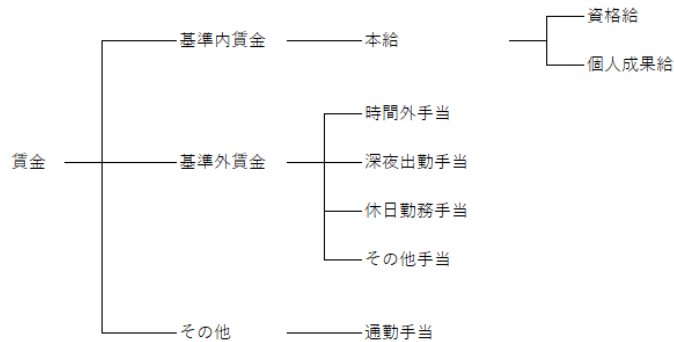 資格給
基準内賃金
本給
個人成果給
時間外手当
賃金
基準外賃金
深夜出勤手当
休日勤務手当
その他手当
その他
通勤手当